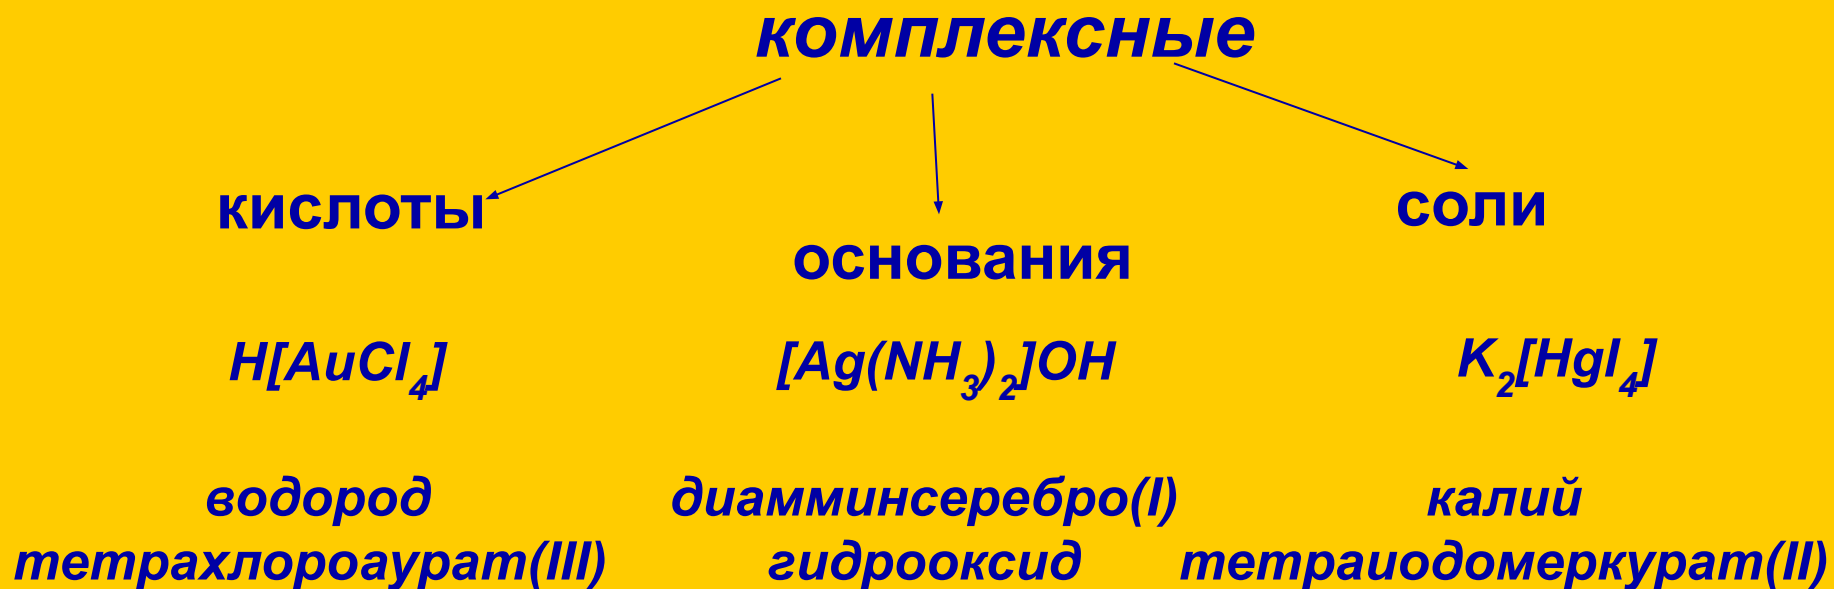 комплексные
кислоты
основания
соли
H[AuCl₄]
[Ag(NH₃)₂]OH
K₂[HgI₄]
водород
тетрахлороаурат(III)
диамминсеребро(I)
гидрооксид
калий
тетраиодомеркурат(II)